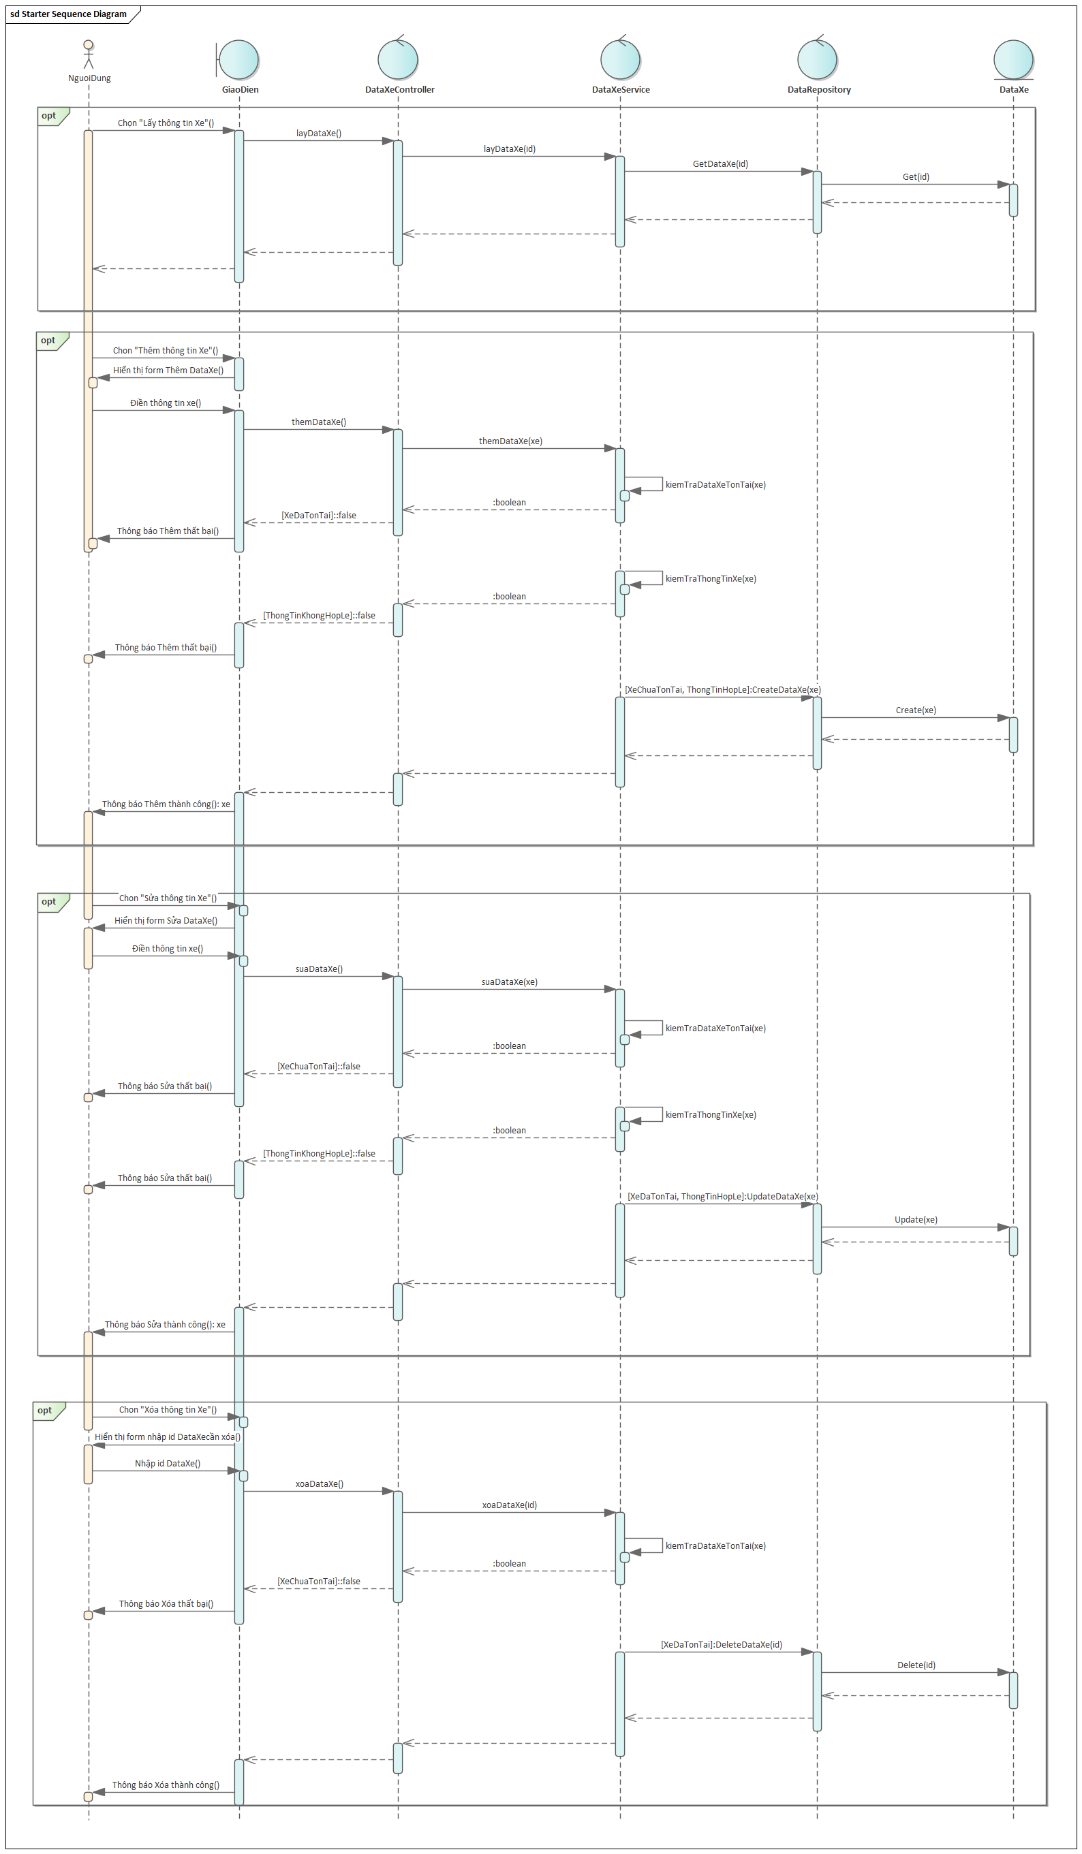 sd Starter Sequence Diagram
NguoiDung
GiaoDien
DataXeController
DataXeService
DataRepository
DataXe
opt
Chọn "Lấy thông tin Xe"()
layDataXe()
layDataXe(id)
GetDataXe(id)
Get(id)
opt
Chon "Thêm thông tin Xe"()
Hiển thị form Thêm DataXe()
Điền thông tin xe()
themDataXe()
themDataXe(xe)
kiemTraDataXeTonTai(xe)
:boolean
[XeDaTonTai]::false
Thông báo Thêm thất bại()
kiemTraThongTinXe(xe)
:boolean
[ThongTinKhongHopLe]::false
Thông báo Thêm thất bại()
[XeChuaTonTai, ThongTinHopLe]:CreateDataXe(xe)
Create(xe)
Thông báo Thêm thành công(): xe
opt
Chon "Sửa thông tin Xe"()
Hiển thị form Sửa DataXe()
Điền thông tin xe()
suaDataXe()
suaDataXe(xe)
kiemTraDataXeTonTai(xe)
:boolean
[XeChuaTonTai]::false
Thông báo Sửa thất bại()
kiemTraThongTinXe(xe)
:boolean
[ThongTinKhongHopLe]::false
Thông báo Sửa thất bại()
[XeDaTonTai, ThongTinHopLe]:UpdateDataXe(xe)
Update(xe)
Thông báo Sửa thành công(): xe
opt
Chon "Xóa thông tin Xe"()
Hiển thị form nhập id DataXecần xóa()
Nhập id DataXe()
xoaDataXe()
xoaDataXe(id)
kiemTraDataXeTonTai(xe)
:boolean
[XeChuaTonTai]::false
Thông báo Xóa thất bại()
[XeDaTonTai]:DeleteDataXe(id)
Delete(id)
Thông báo Xóa thành công()